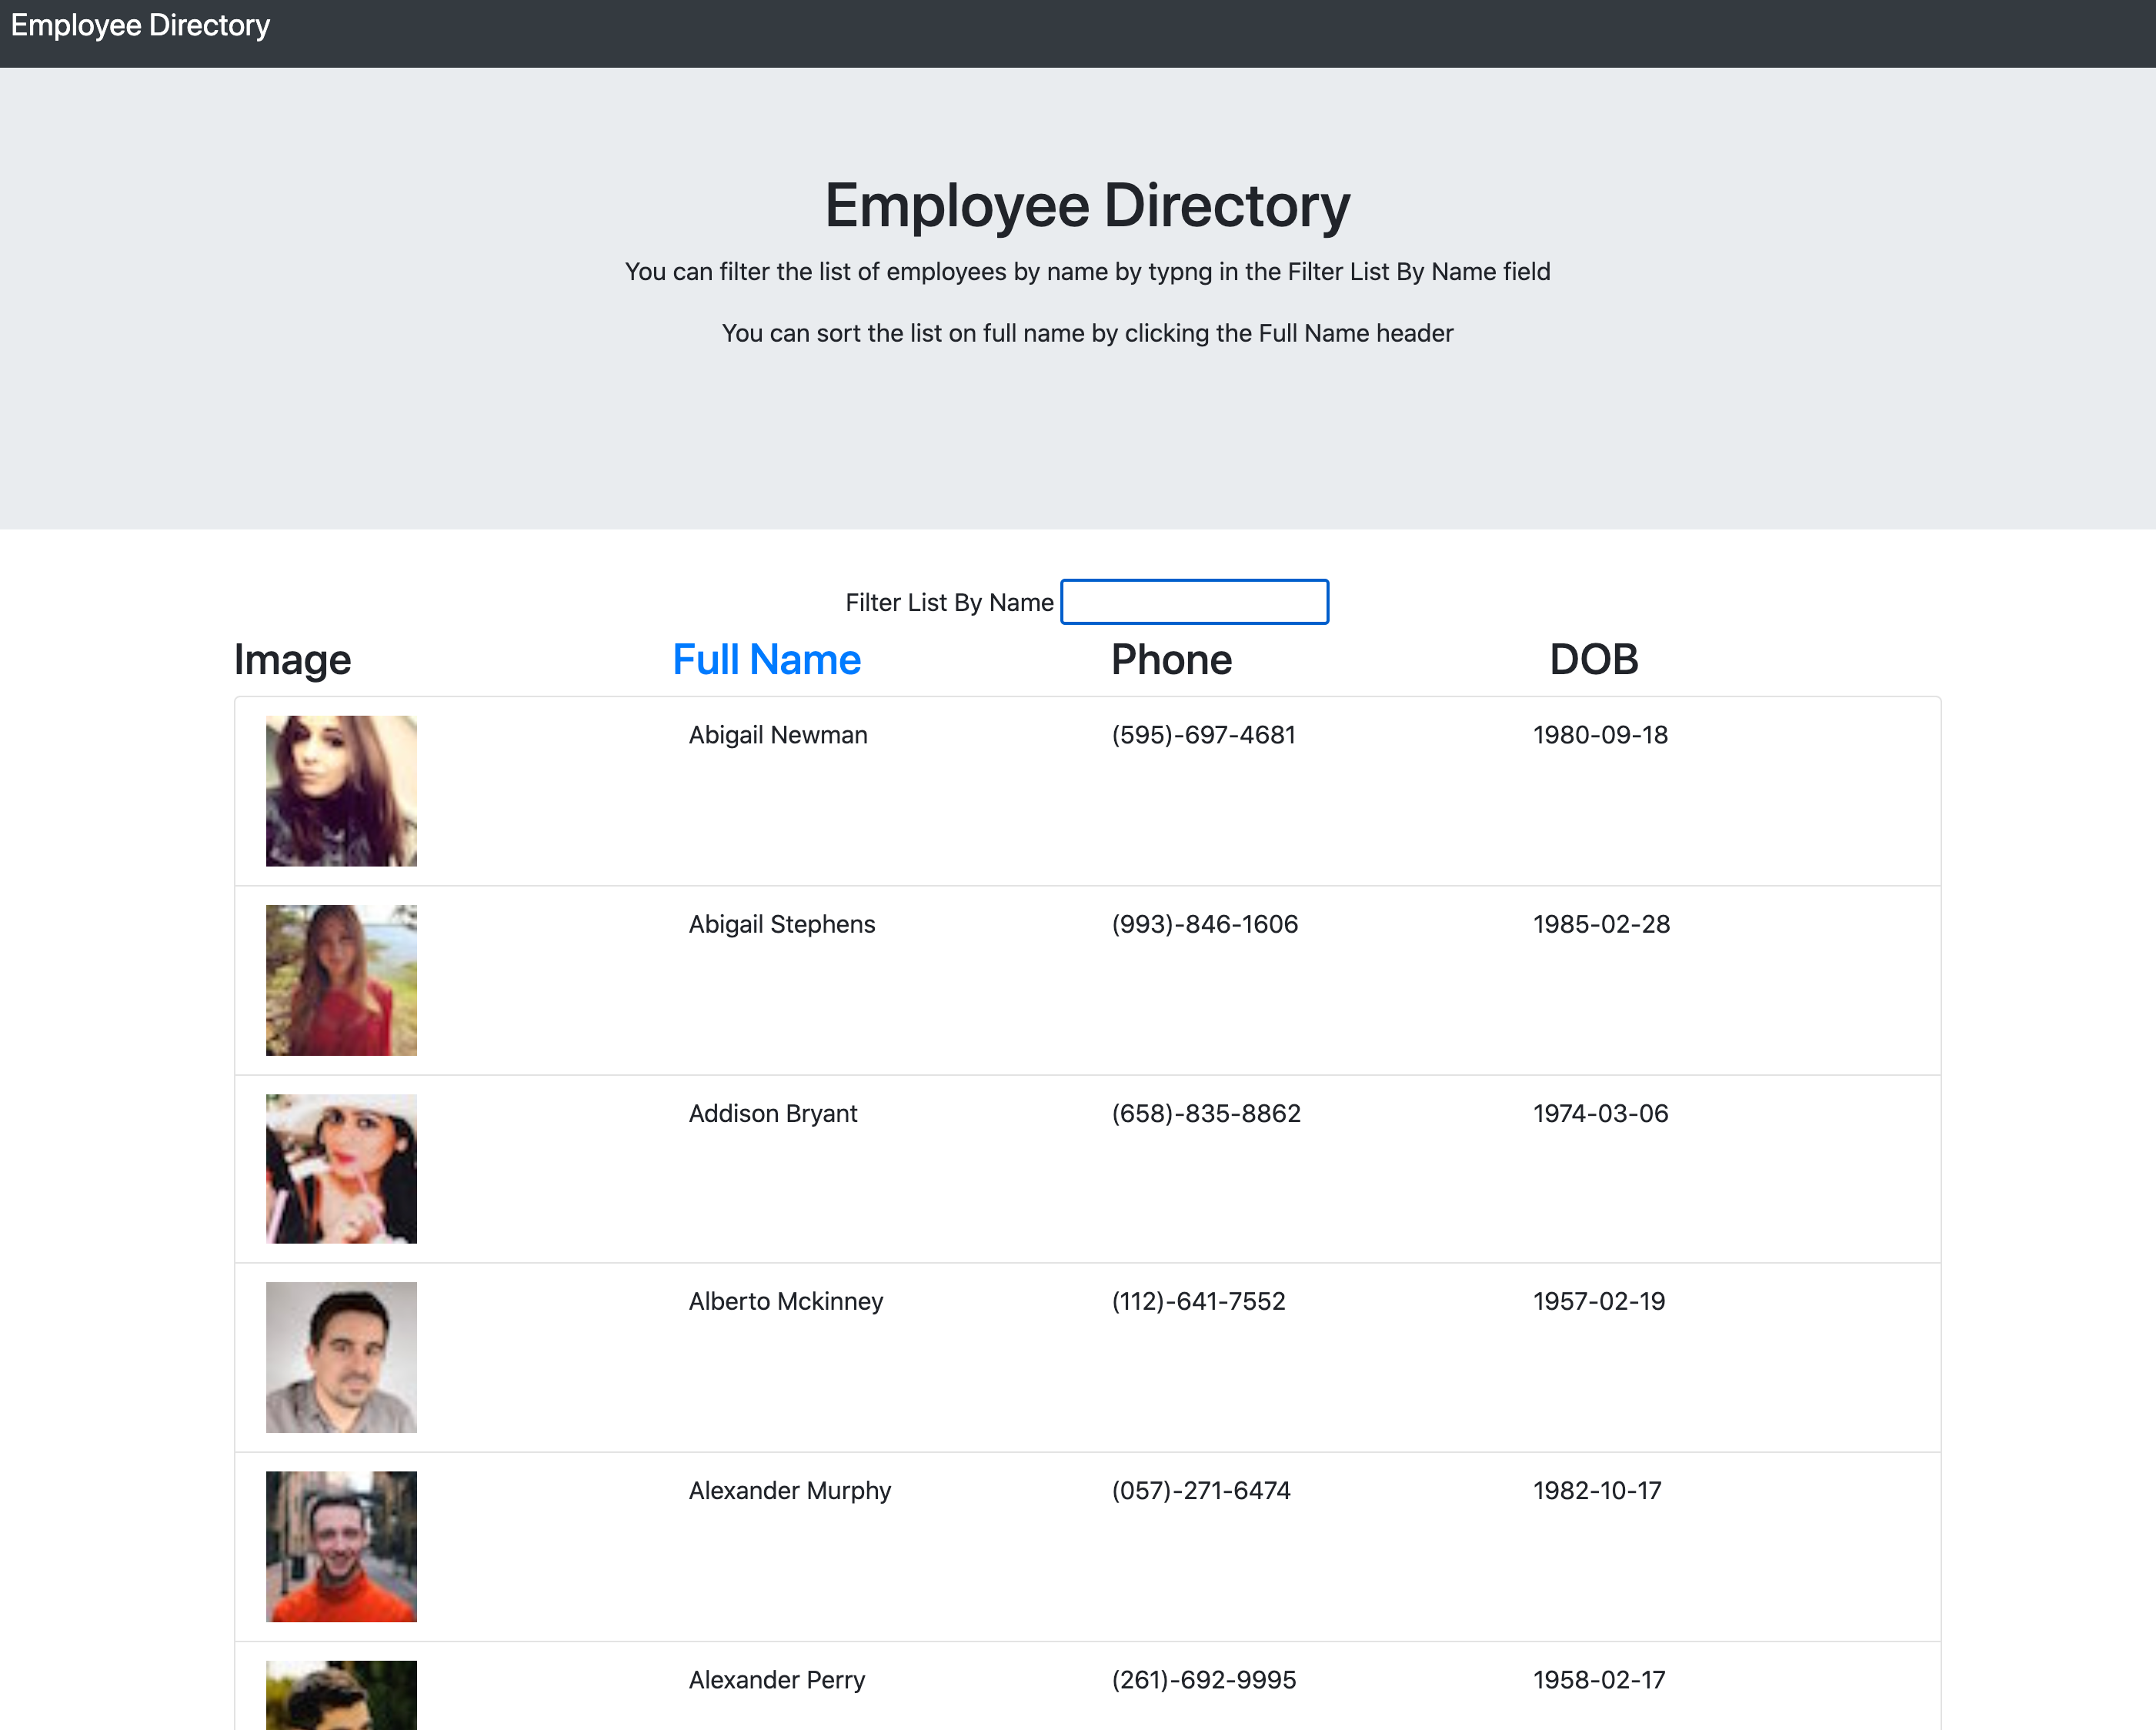 Employee Directory
Employee Directory
You can filter the list of employees by name by typng in the Filter List By Name field
You can sort the list on full name by clicking the Full Name header
Filter List By Name
Image Full Name Phone DOB
Abigail Newman (595)-697-4681 1980-09-18
Abigail Stephens (993)-846-1606 1985-02-28
Addison Bryant (658)-835-8862 1974-03-06
Alberto Mckinney (112)-641-7552 1957-02-19
Alexander Murphy (057)-271-6474 1982-10-17
Alexander Perry (261)-692-9995 1958-02-17